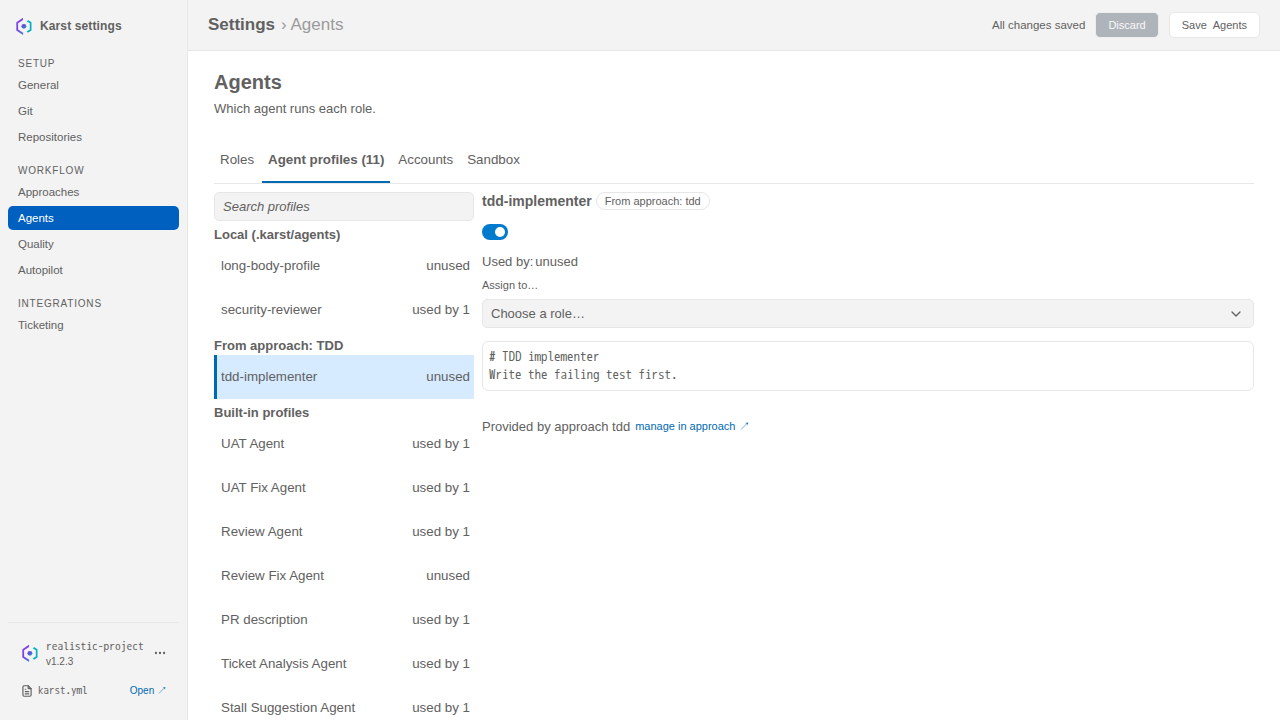 Karst settings
SETUP
General
Git
Repositories
WORKFLOW
Approaches
Agents
Quality
Autopilot
INTEGRATIONS
Ticketing
realistic-project
v1.2.3
karst.yml
Open ↗
Settings › Agents
All changes saved
Discard
Save Agents
Agents
Which agent runs each role.
Roles
Agent profiles (11)
Accounts
Sandbox
Search profiles
Local (.karst/agents)
long-body-profile unused
security-reviewer used by 1
From approach: TDD
tdd-implementer unused
Built-in profiles
UAT Agent used by 1
UAT Fix Agent used by 1
Review Agent used by 1
Review Fix Agent unused
PR description used by 1
Ticket Analysis Agent used by 1
Stall Suggestion Agent used by 1
tdd-implementer From approach: tdd
Used by: unused
Assign to…
Choose a role…
# TDD implementer
Write the failing test first.
Provided by approach tdd manage in approach ↗